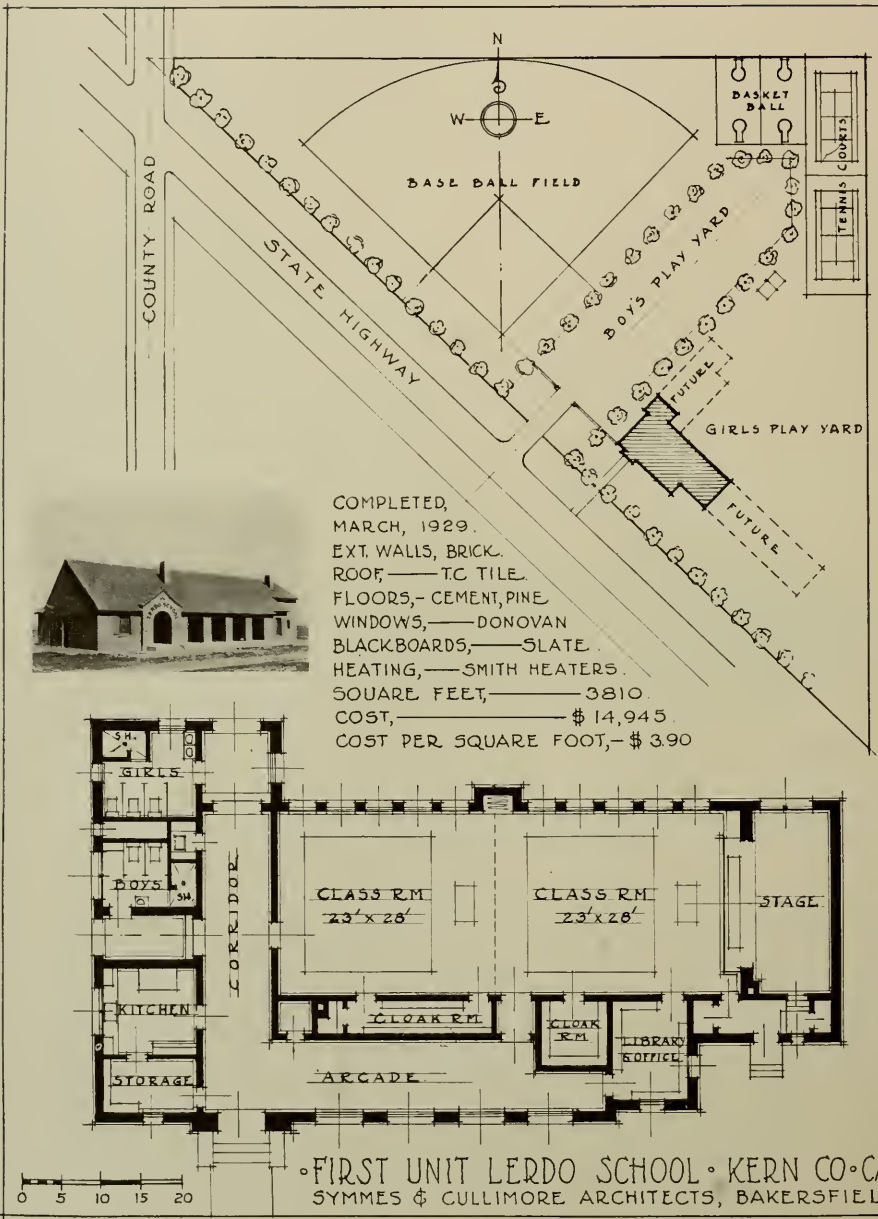 N
W
E
BASKET
BALL
TENNIS COURTS
BASE BALL FIELD
COUNTY ROAD
STATE HIGHWAY
BOY'S PLAY YARD
FUTURE
GIRLS PLAY YARD
FUTURE
COMPLETED,
MARCH, 1929.
EXT. WALLS, BRICK.
ROOF,——T.C TILE.
FLOORS,- CEMENT, PINE
WINDOWS,——DONOVAN
BLACKBOARDS,——SLATE.
HEATING,——SMITH HEATERS.
SQUARE FEET,——3810.
COST,——$ 14,945.
COST PER SQUARE FOOT,-$ 3.90
LERDO SCHOOL
SH.
GIRLS
BOYS
SH.
CORRIDOR
CLASS RM
23' X 28'
CLASS RM
23' X 28'
STAGE
KITCHEN
CLOAK RM
CLOAK
RM
LIBRARY
& OFFICE
STORAGE
ARCADE
0 5 10 15 20
•FIRST UNIT LERDO SCHOOL • KERN CO•CA
SYMMES & CULLIMORE ARCHITECTS, BAKERSFIEL